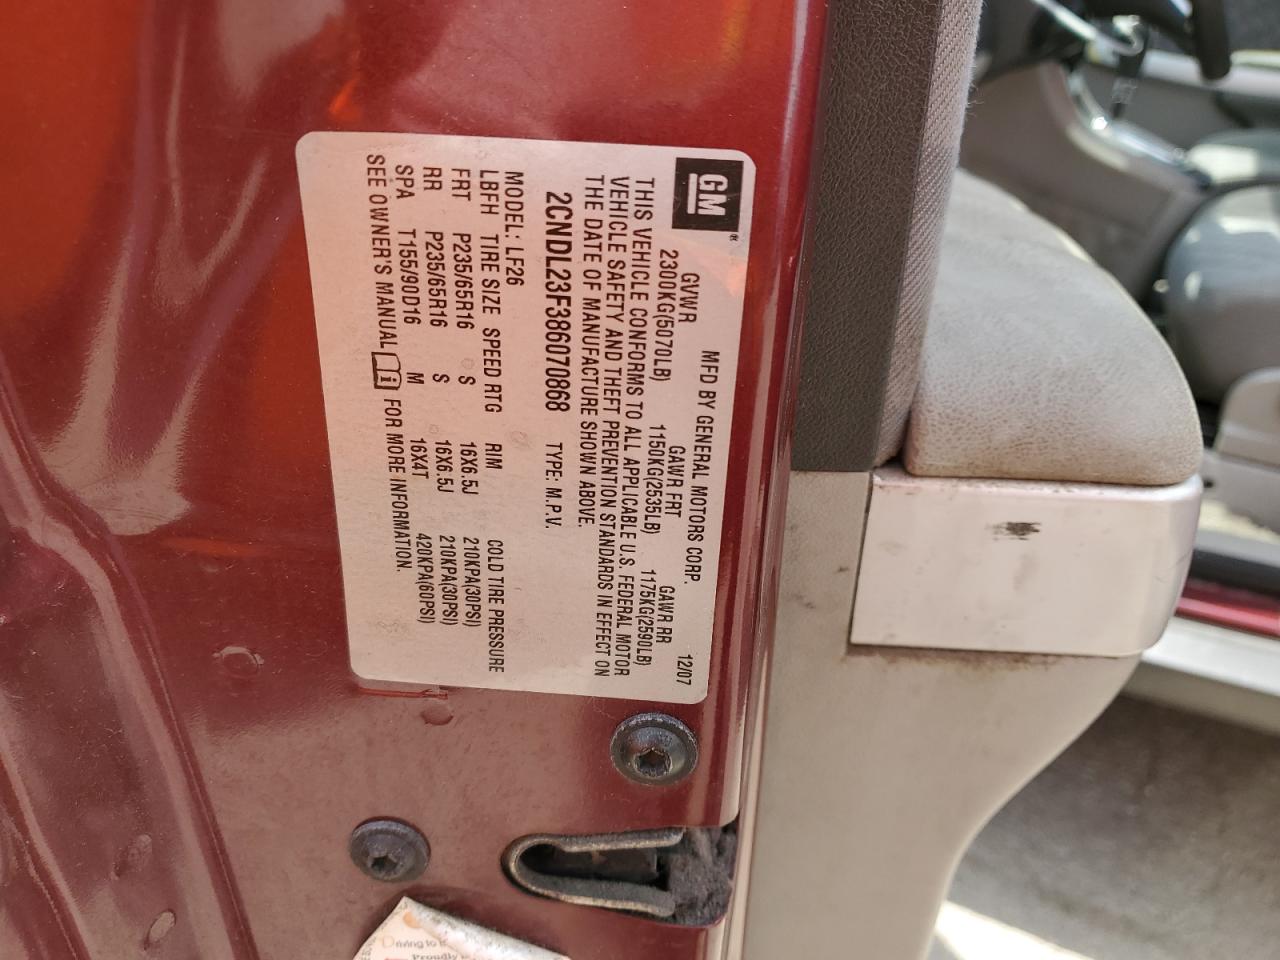 GM
MFD BY GENERAL MOTORS CORP. 12/07
GVWR GAWR FRT GAWR RR
2300KG(5070LB) 1150KG(2535LB) 1175KG(2590LB)
THIS VEHICLE CONFORMS TO ALL APPLICABLE U.S. FEDERAL MOTOR
VEHICLE SAFETY AND THEFT PREVENTION STANDARDS IN EFFECT ON
THE DATE OF MANUFACTURE SHOWN ABOVE.
2CNDL23F386070868 TYPE: M.P.V.
MODEL: LF26
LBFH TIRE SIZE SPEED RTG RIM COLD TIRE PRESSURE
FRT P235/65R16 S 16X6.5J 210KPA(30PSI)
RR P235/65R16 S 16X6.5J 210KPA(30PSI)
SPA T155/90D16 M 16X4T 420KPA(60PSI)
SEE OWNER'S MANUAL FOR MORE INFORMATION.
Driving to
Proudly